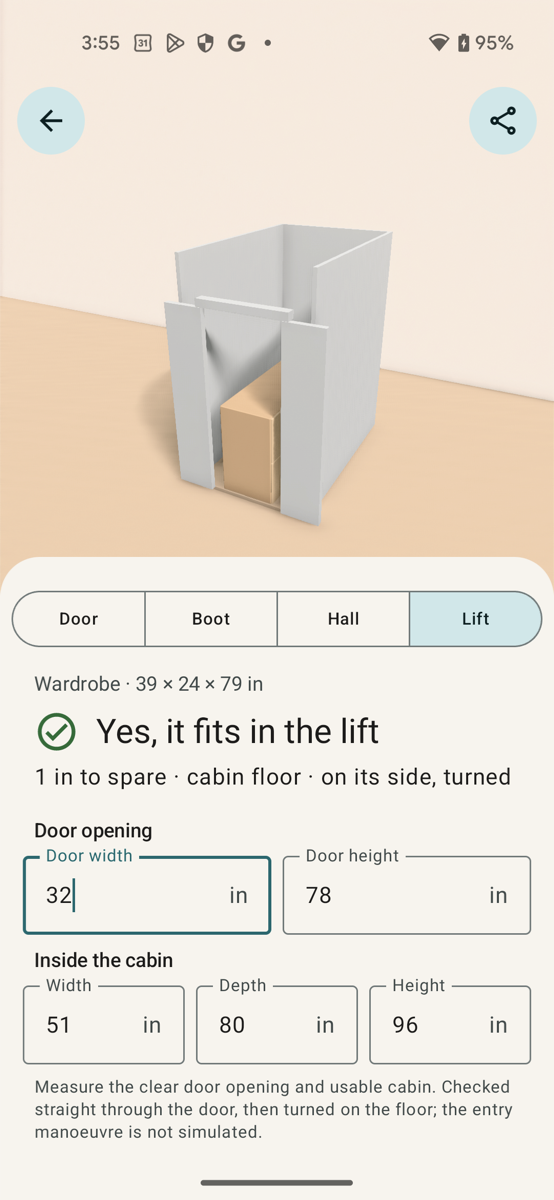 3:55
31
G
95%
Door
Boot
Hall
Lift
Wardrobe · 39 × 24 × 79 in
Yes, it fits in the lift
1 in to spare · cabin floor · on its side, turned
Door opening
Door width
Door height
32 in
78 in
Inside the cabin
Width
Depth
Height
51 in
80 in
96 in
Measure the clear door opening and usable cabin. Checked
straight through the door, then turned on the floor; the entry
manoeuvre is not simulated.